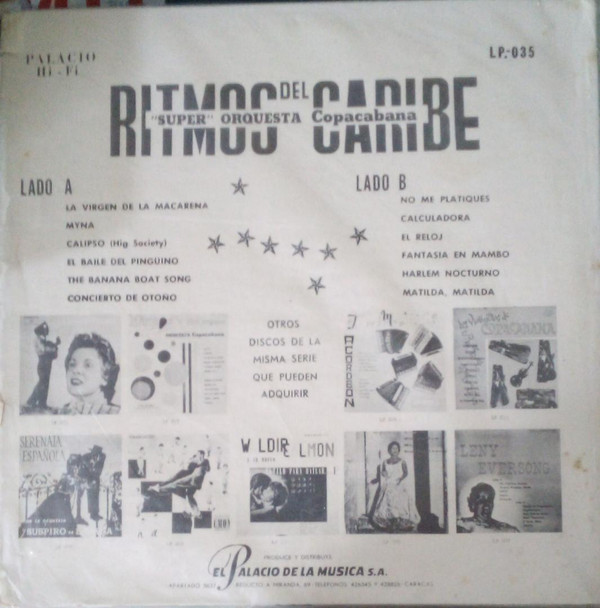 PALACIO
Hi-Fi
LP.-035
RITMOS DEL CARIBE
"SUPER" ORQUESTA Copacabana
LADO A
LA VIRGEN DE LA MACARENA
MYNA
CALIPSO (Hig Society)
EL BAILE DEL PINGUINO
THE BANANA BOAT SONG
CONCIERTO DE OTOÑO
LADO B
NO ME PLATIQUES
CALCULADORA
EL RELOJ
FANTASIA EN MAMBO
HARLEM NOCTURNO
MATILDA, MATILDA
OTROS
DISCOS DE LA
MISMA SERIE
QUE PUEDEN
ADQUIRIR
ACORDEON
COPACABANA
SERENATA
ESPAÑOLA
WALDIR CALMON
LENY
EVERSONG
PRODUCE Y DISTRIBUYE
EL PALACIO DE LA MUSICA S.A.